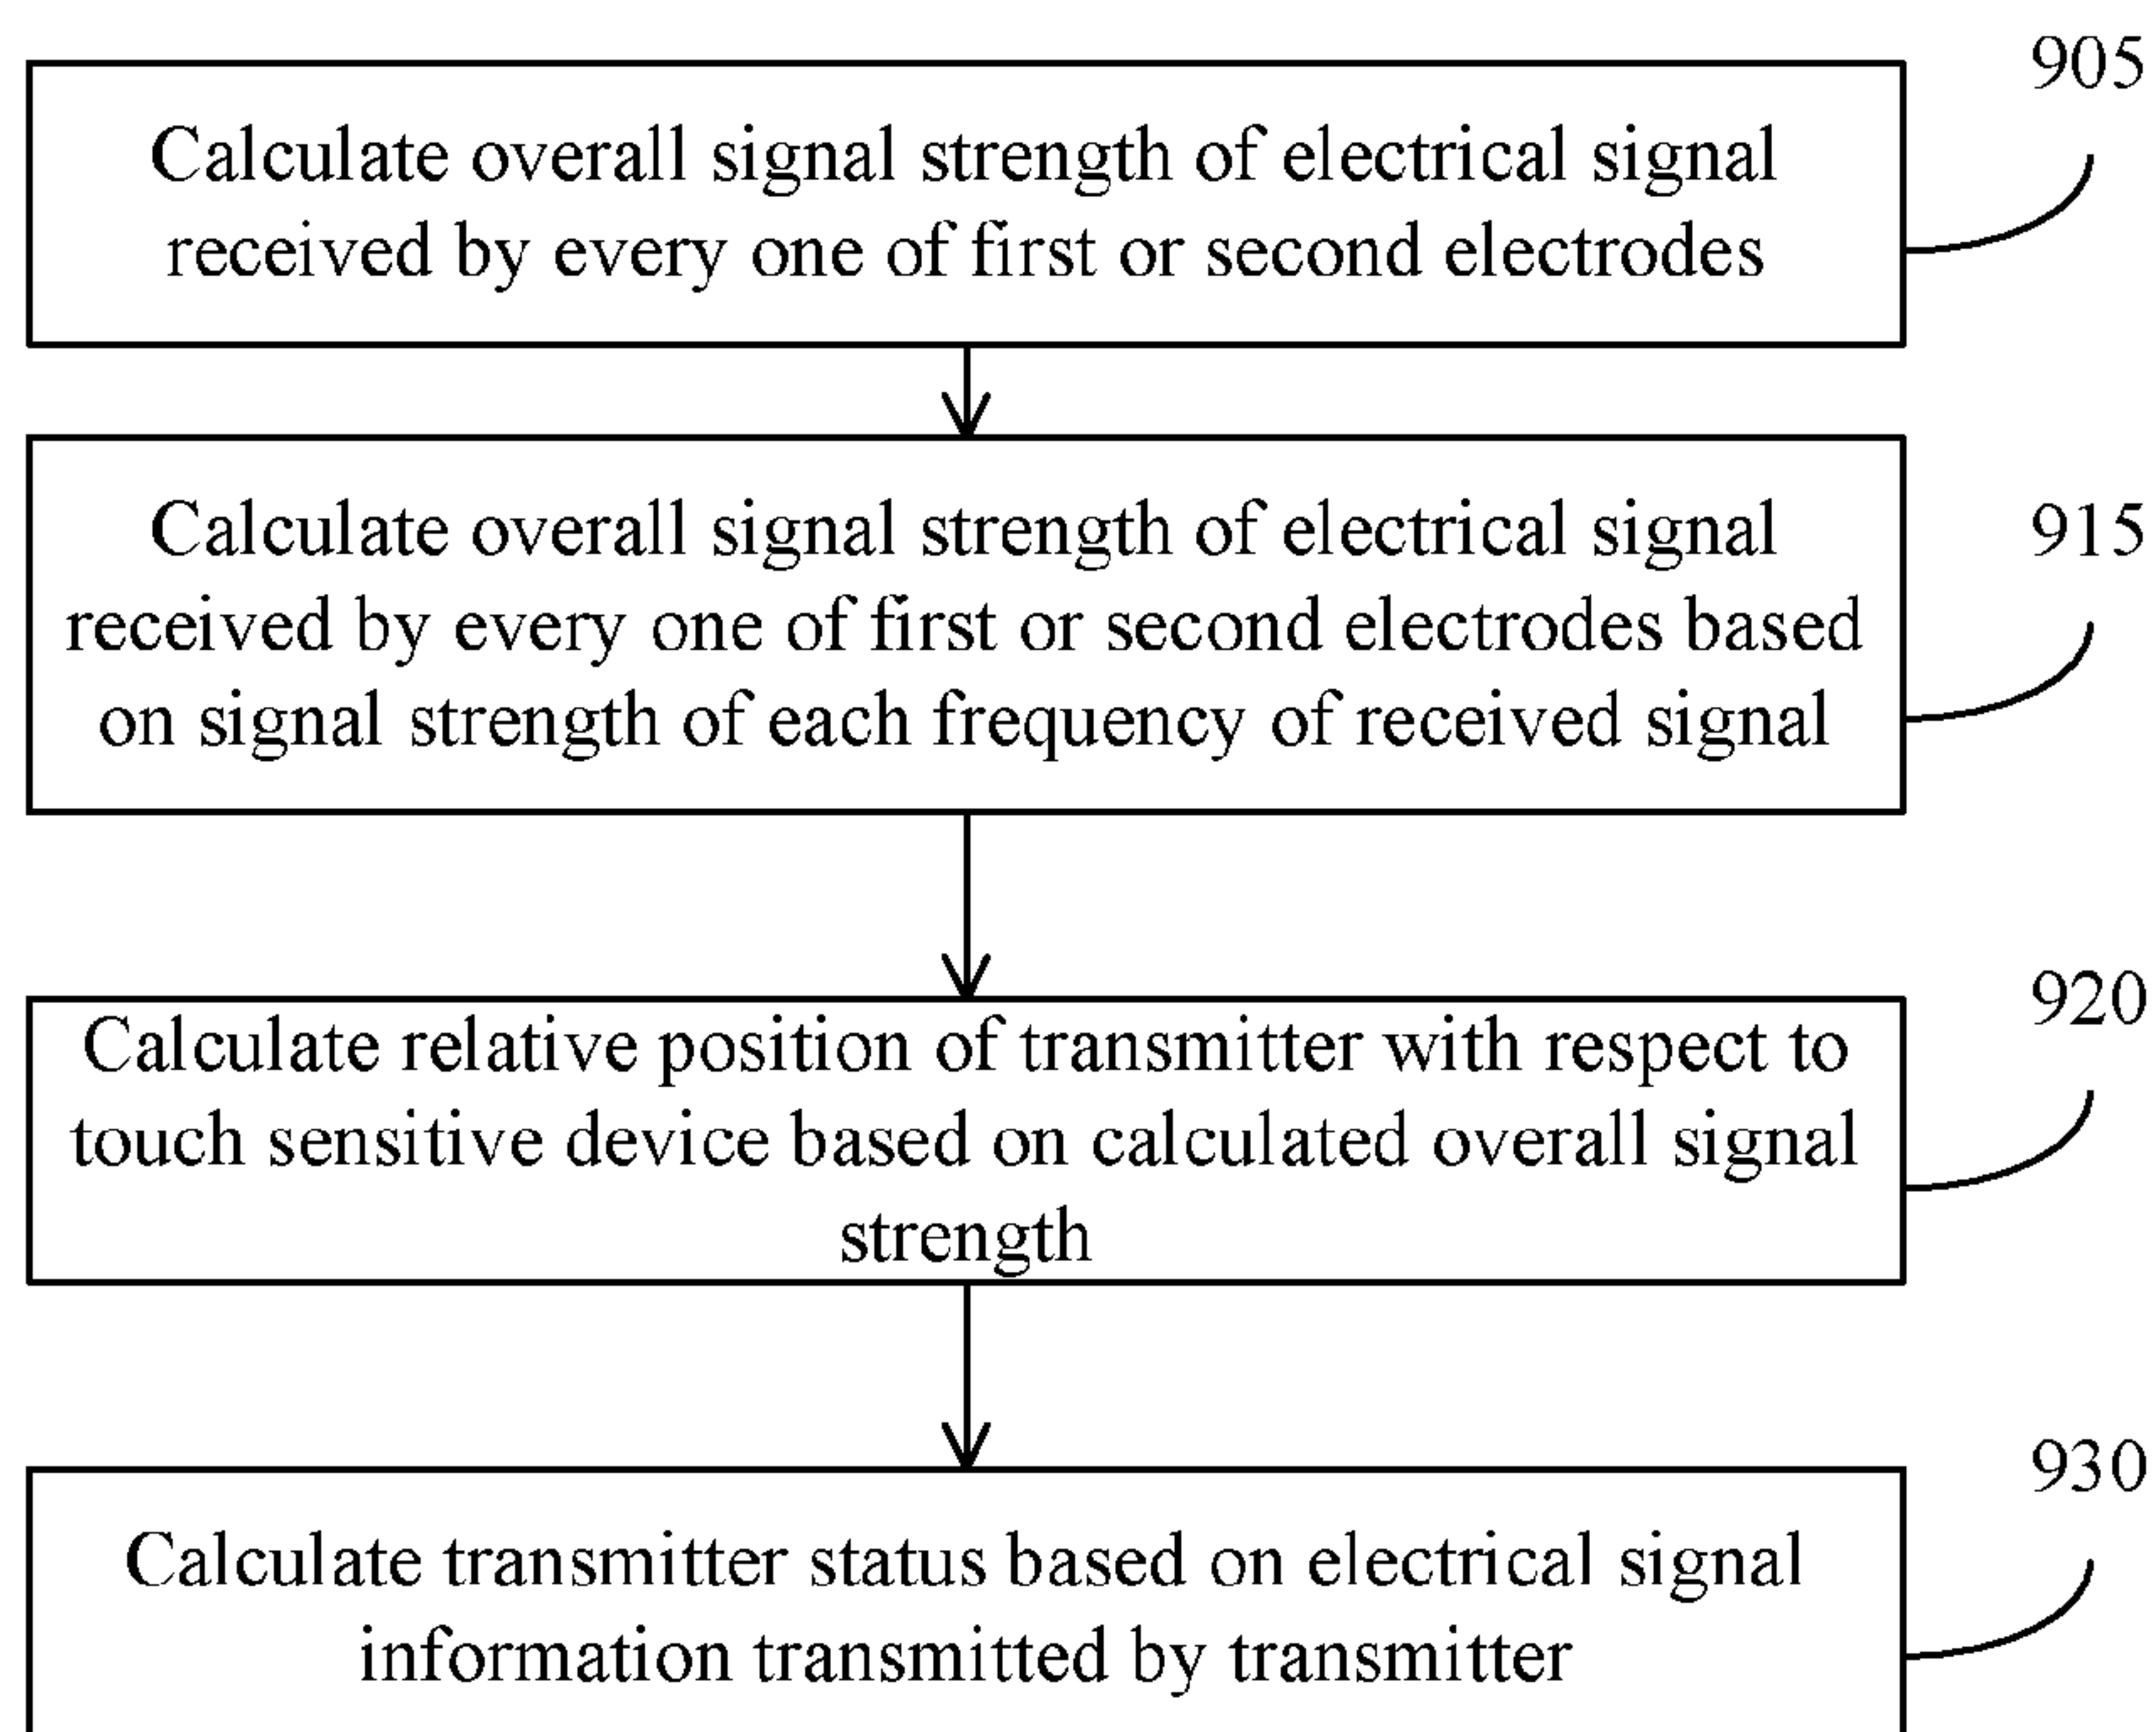 905
Calculate overall signal strength of electrical signal
received by every one of first or second electrodes
915
Calculate overall signal strength of electrical signal
received by every one of first or second electrodes based
on signal strength of each frequency of received signal
920
Calculate relative position of transmitter with respect to
touch sensitive device based on calculated overall signal
strength
930
Calculate transmitter status based on electrical signal
information transmitted by transmitter